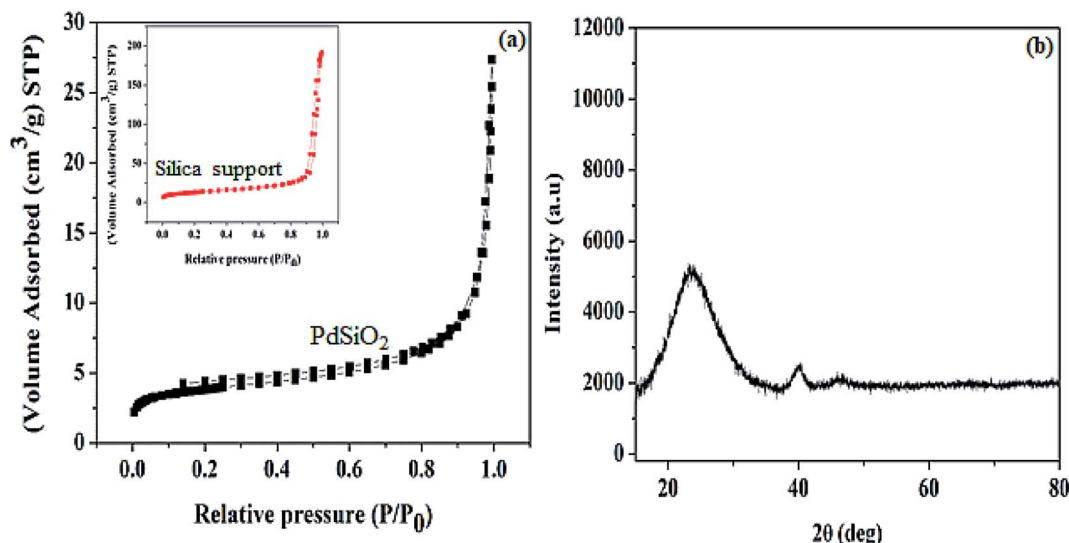 (a)
(Volume Adsorbed (cm³/g) STP)
30
25
20
15
10
5
0
0.0 0.2 0.4 0.6 0.8 1.0
Relative pressure (P/P₀)
PdSiO₂
(Volume Adsorbed (cm³/g) STP)
200
150
100
50
0
Silica support
0.0 0.2 0.4 0.6 0.8 1.0
Relative pressure (P/P₀)
(b)
Intensity (a.u)
12000
10000
8000
6000
4000
2000
0
20 40 60 80
2θ (deg)